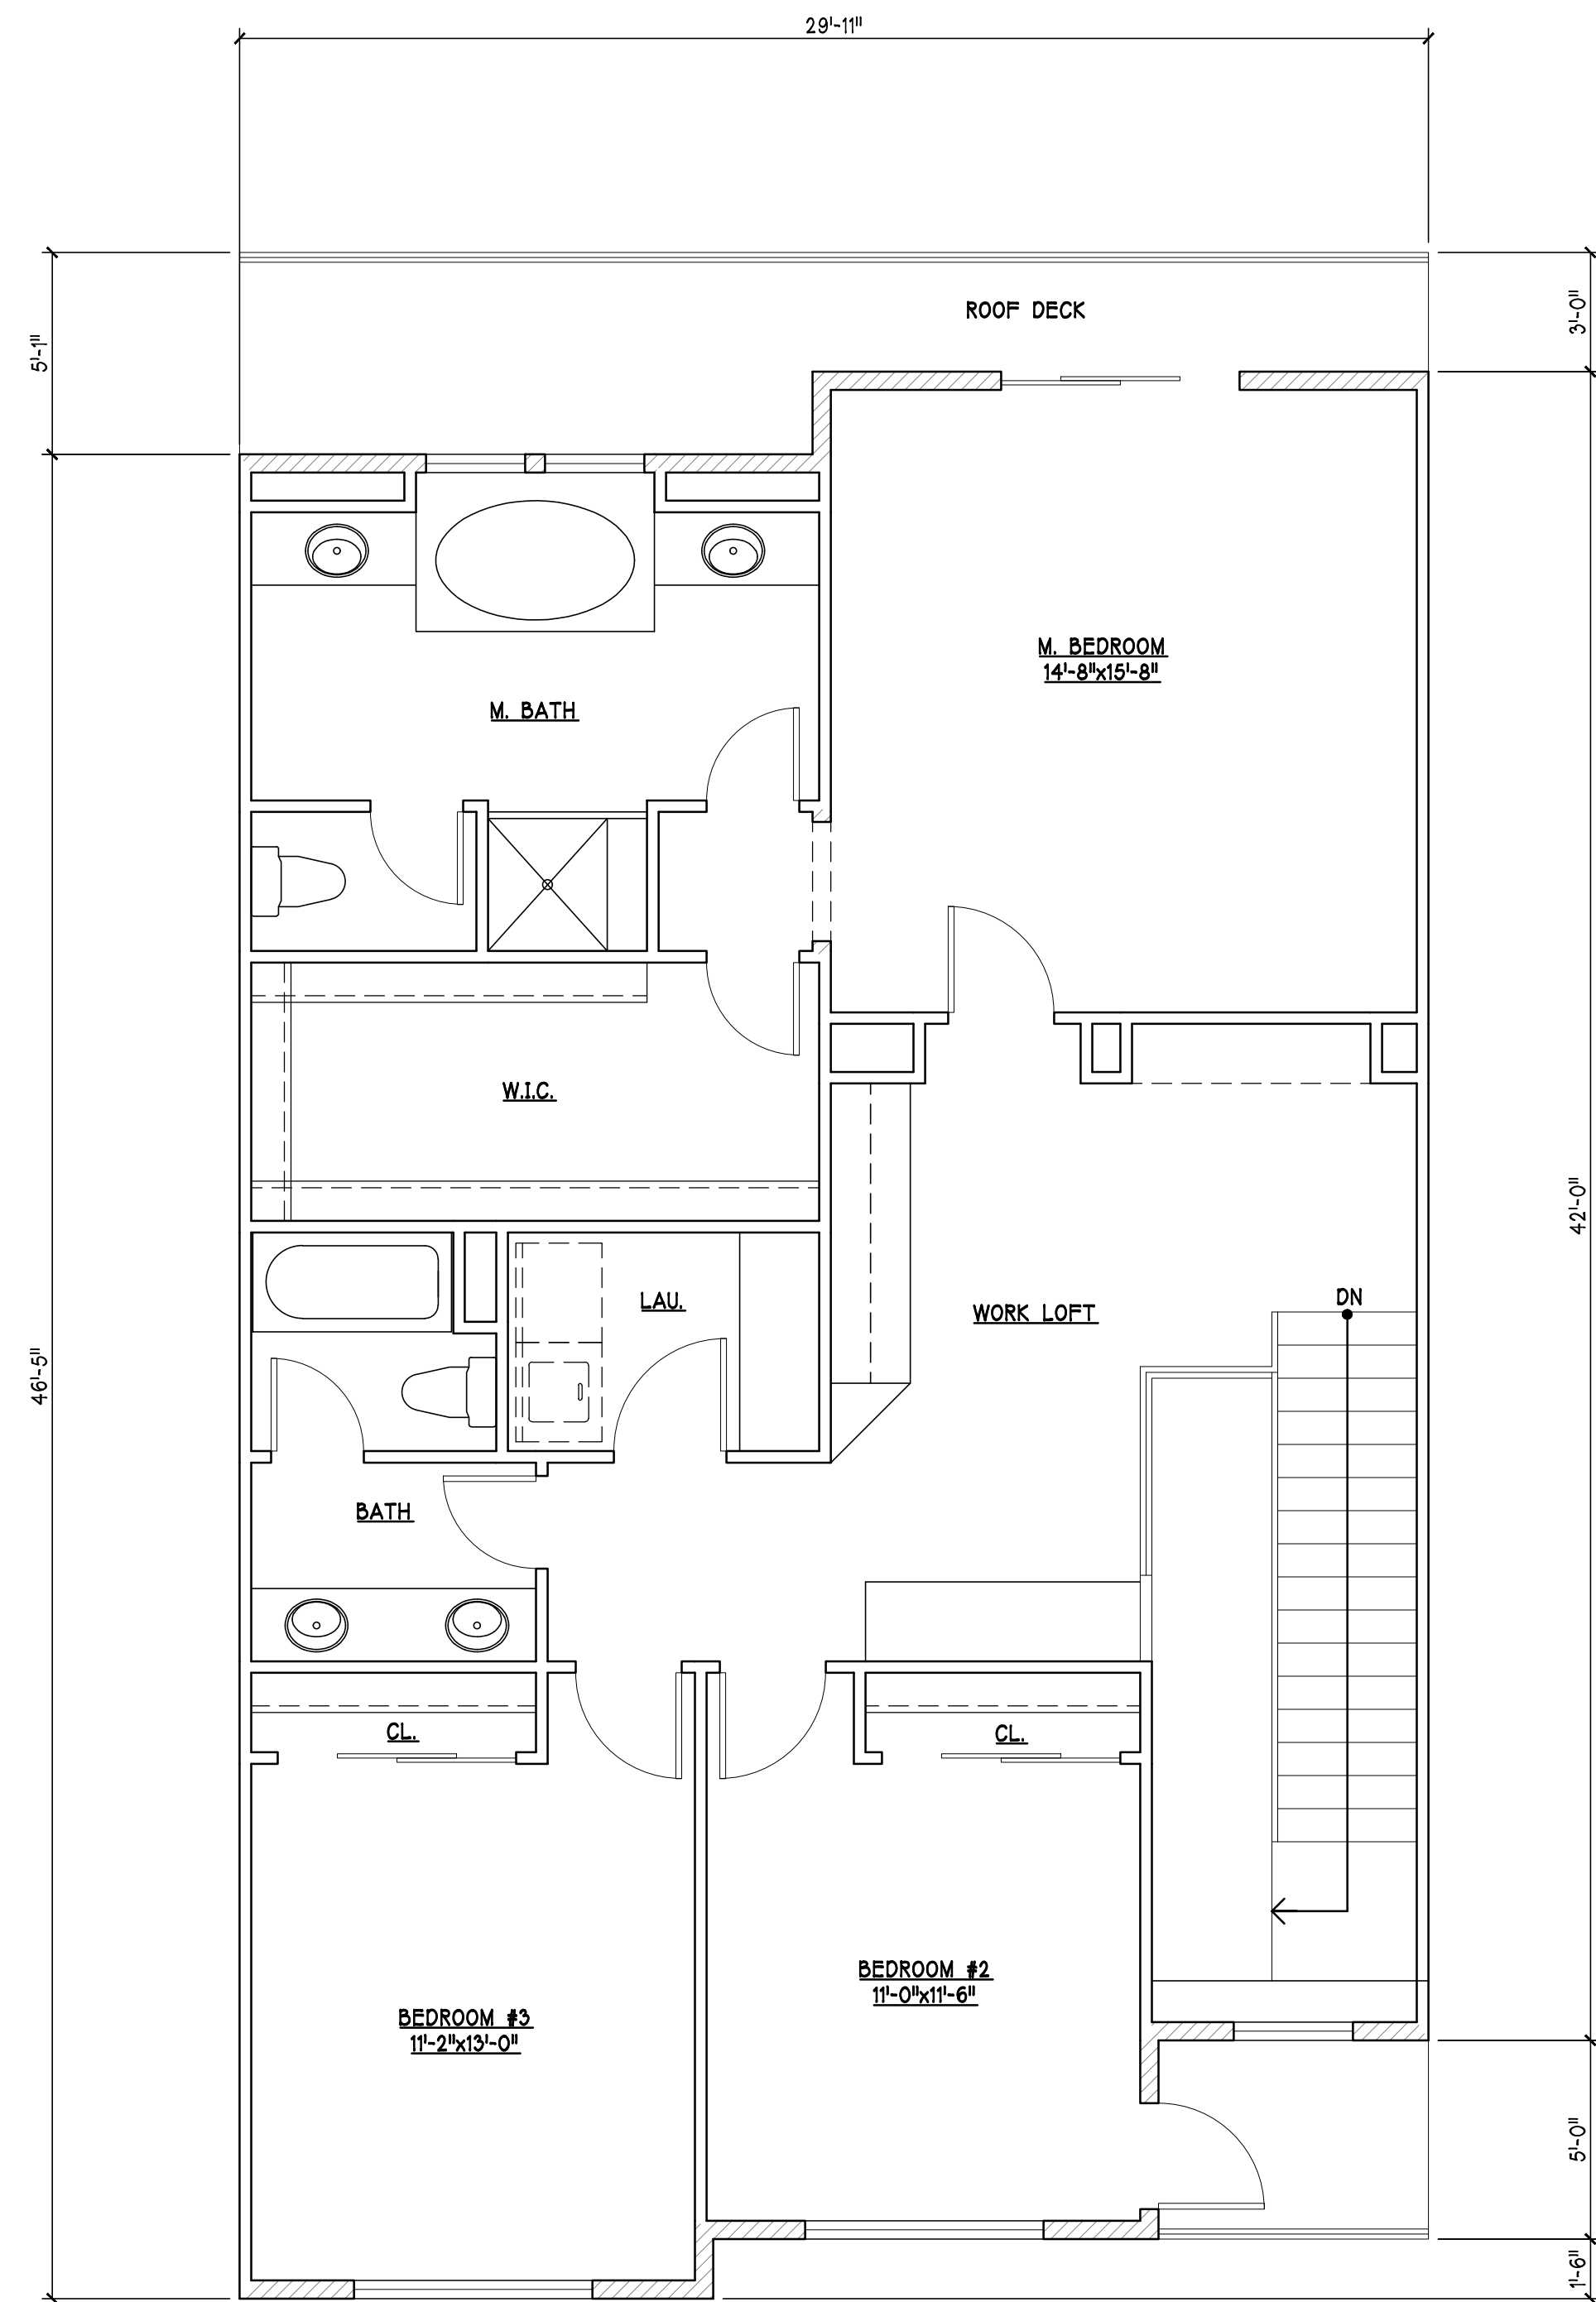 29'-11"
ROOF DECK
3'-0"
5'-1"
M. BEDROOM
14'-8"x15'-8"
M. BATH
W.I.C.
42'-0"
LAU.
WORK LOFT
DN
46'-5"
BATH
CL.
CL.
BEDROOM #2
11'-0"x11'-6"
BEDROOM #3
11'-2"x13'-0"
5'-0"
1'-6"